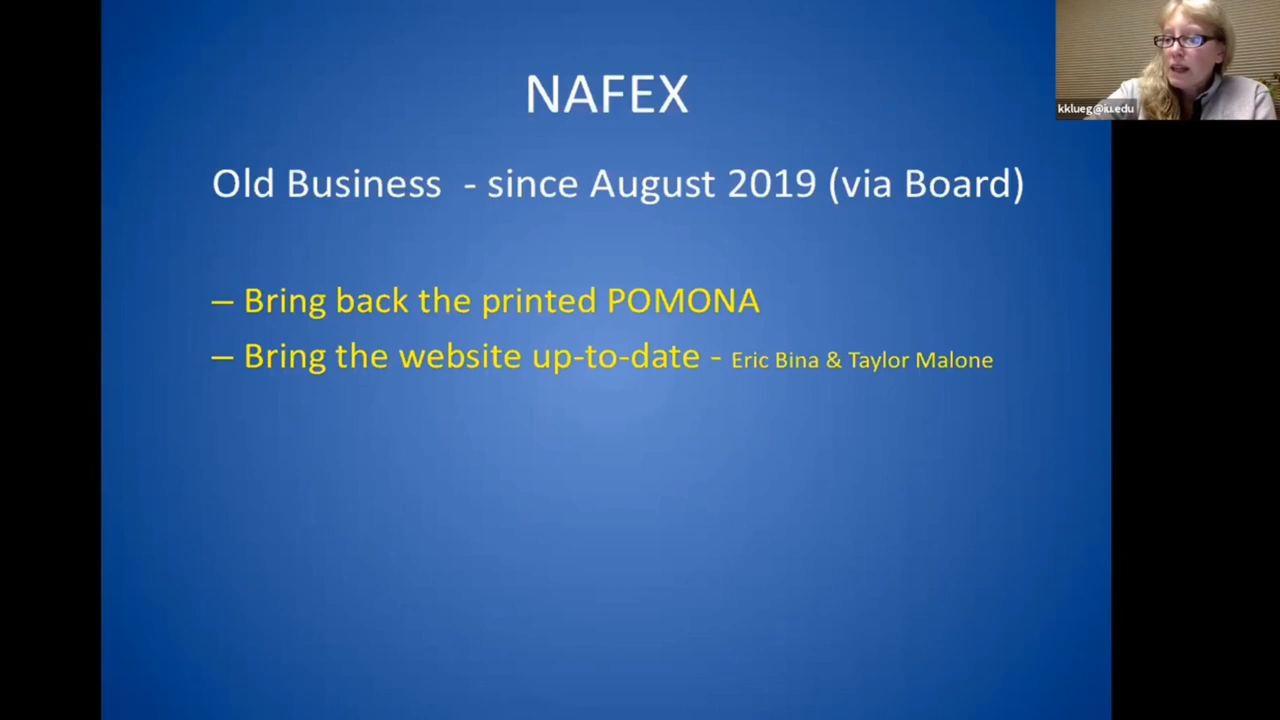 NAFEX
Old Business - since August 2019 (via Board)
– Bring back the printed POMONA
– Bring the website up-to-date - Eric Bina & Taylor Malone
kklueg@iu.edu